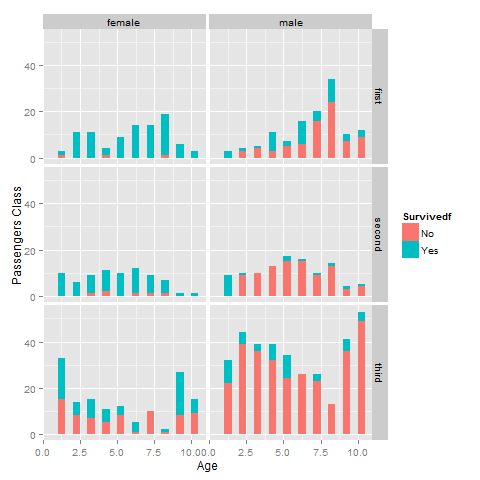 female male
40
20
0
first
Passengers Class
40
20
0
second
40
20
0
third
0.0 2.5 5.0 7.5 10.00.0 2.5 5.0 7.5 10.0
Age
Survivedf
No
Yes